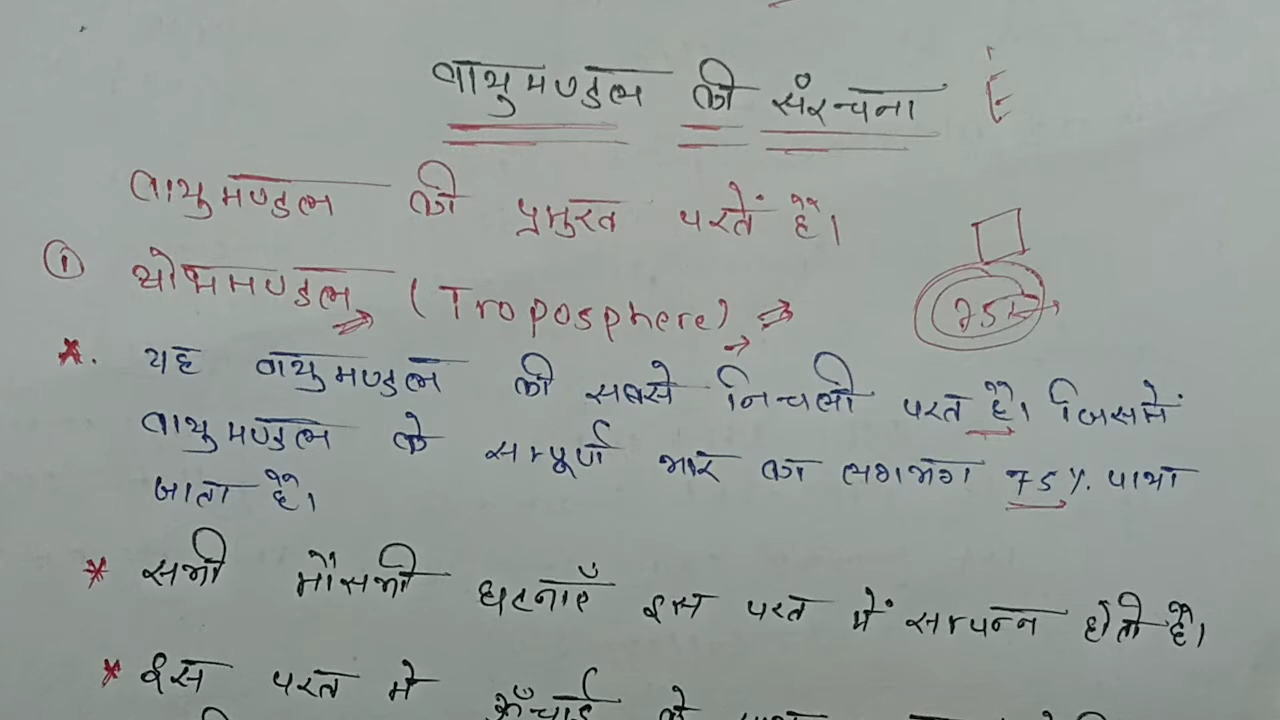 वायुमण्डल की संरचना
वायुमण्डल की प्रमुख परतें हैं।
① क्षोभमण्डल (Troposphere) ⇒
75%
*. यह वायुमण्डल की सबसे निचली परत है। जिसमें
वायुमण्डल के सम्पूर्ण भार का लगभग 75%. पाया
जाता है।
* सभी मौसमी घटनाएँ इस परत में सम्पन्न होती है।
* इस परत मे ऊँचाई के